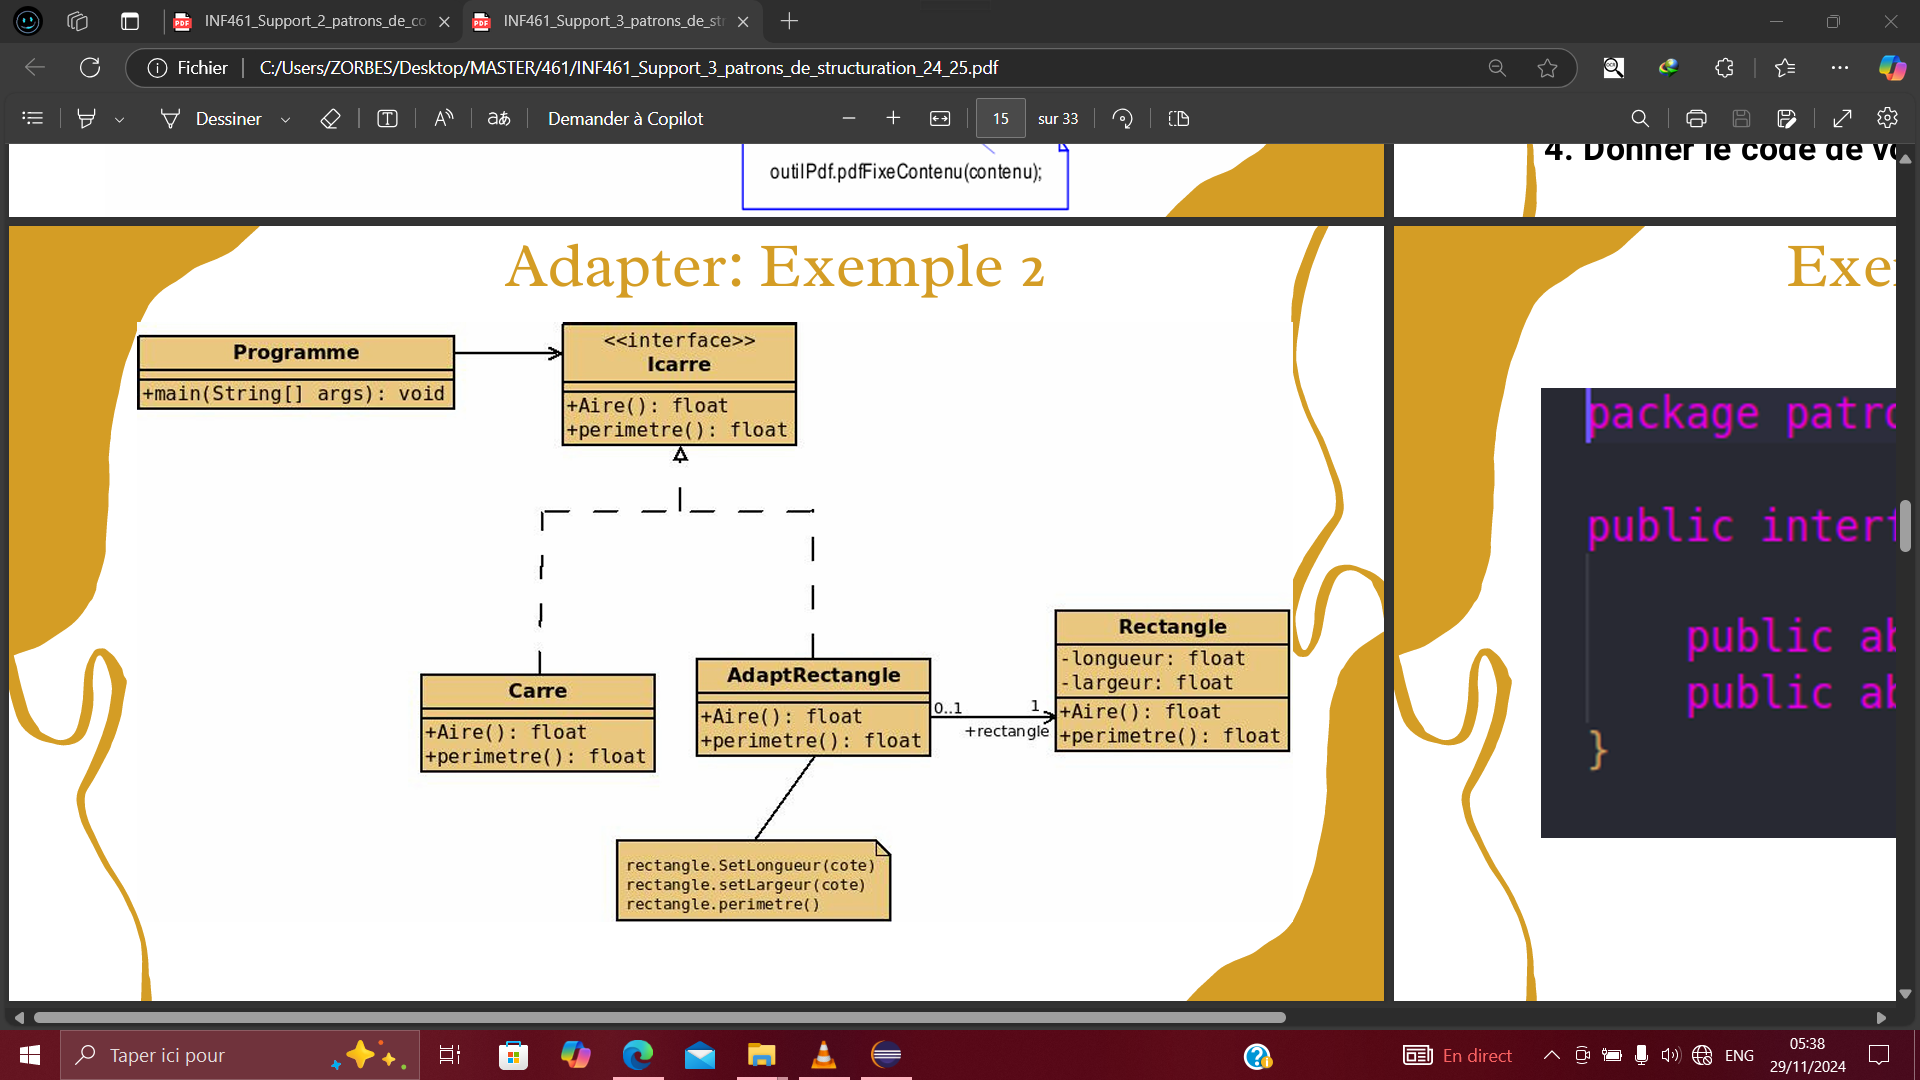 INF461_Support_2_patrons_de_co
INF461_Support_3_patrons_de_str
Fichier
C:/Users/ZORBES/Desktop/MASTER/461/INF461_Support_3_patrons_de_structuration_24_25.pdf
Dessiner
aあ
Demander à Copilot
15
sur 33
outilPdf.pdfFixeContenu(contenu);
4. Donner le code de vo
Adapter: Exemple 2
Programme
+main(String[] args): void
<<interface>>
Icarre
+Aire(): float
+perimetre(): float
Carre
+Aire(): float
+perimetre(): float
AdaptRectangle
+Aire(): float
+perimetre(): float
0..1
1
+rectangle
Rectangle
-longueur: float
-largeur: float
+Aire(): float
+perimetre(): float
rectangle.SetLongueur(cote)
rectangle.setLargeur(cote)
rectangle.perimetre()
Exe
package patro
public interf
public ab
public ab
}
Taper ici pour
En direct
ENG
05:38
29/11/2024